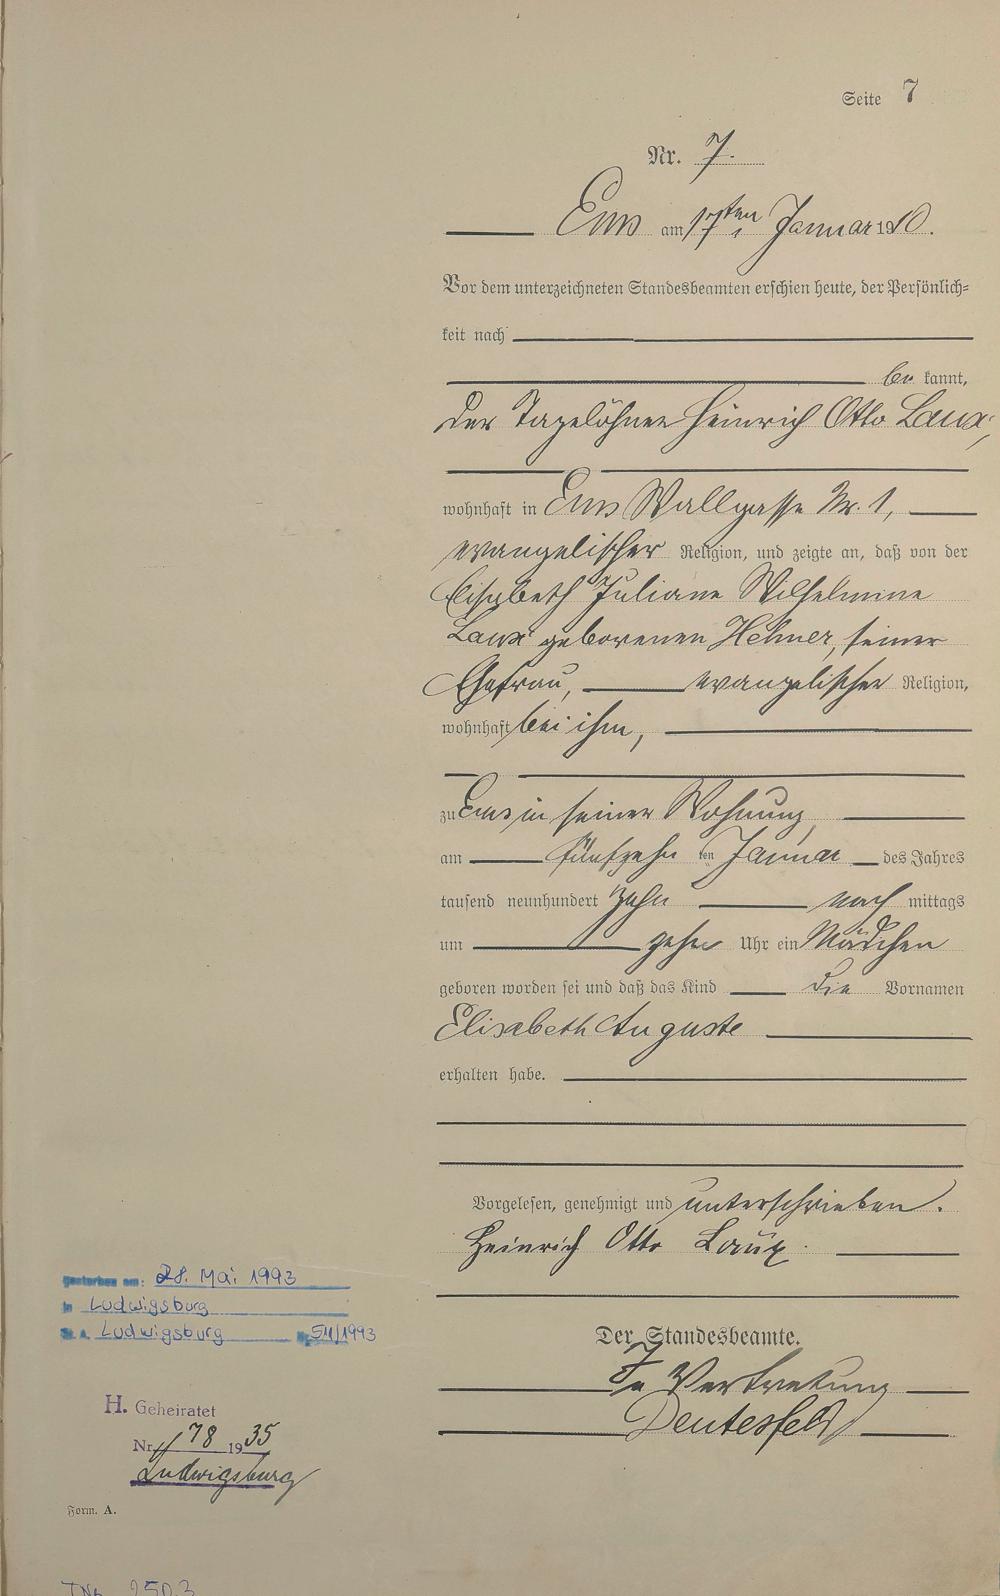 Seite 7
Nr. 7.
Ems am 17ten Januar 1910.
Vor dem unterzeichneten Standesbeamten erschien heute, der Persönlich-
keit nach
be kannt,
der Tagelöhner Heinrich Otto Laux,
wohnhaft in Ems Wallgasse Nr. 1,
evangelischer Religion, und zeigte an, daß von der
Elisabeth Juliane Wilhelmine
Laux geborenen Hehner, seiner
Ehefrau, evangelischer Religion,
wohnhaft bei ihm,
zu Ems in seiner Wohnung,
am fünfzehn ten Januar des Jahres
tausend neunhundert zehn nach mittags
um zehn Uhr ein Mädchen
geboren worden sei und daß das Kind die Vornamen
Elisabeth Auguste
erhalten habe.
Vorgelesen, genehmigt und unterschrieben.
Heinrich Otto Laux.
Der Standesbeamte.
In Vertretung
Deutesfeld
gestorben am: 28. Mai 1993
in Ludwigsburg
St. A. Ludwigsburg Nr. 511/1993
H. Geheiratet
Nr. 178 1935
Ludwigsburg
Form. A.